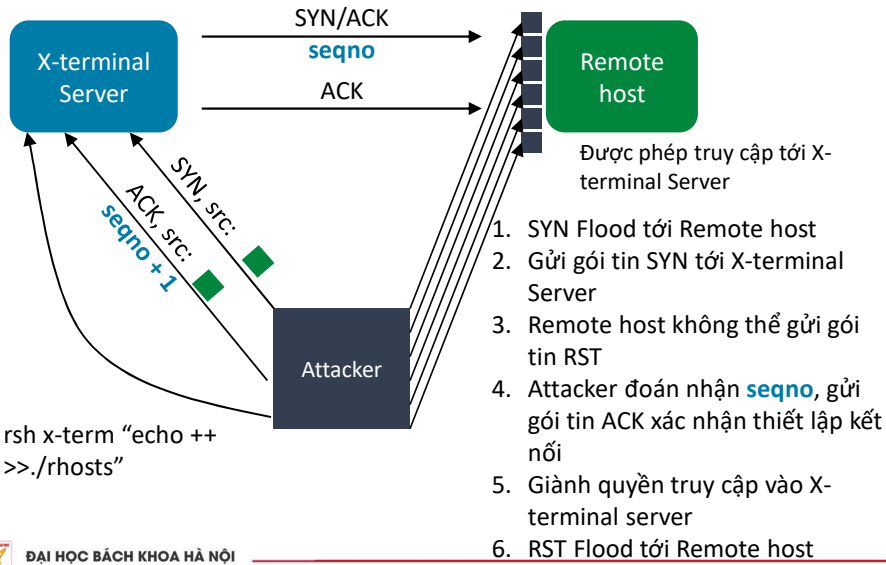 SYN/ACK
seqno
ACK
X-terminal
Server
Remote
host
Được phép truy cập tới X-
terminal Server
SYN, src:
ACK, src:
seqno + 1
Attacker
rsh x-term “echo ++
>>./rhosts”
1. SYN Flood tới Remote host
2. Gửi gói tin SYN tới X-terminal
Server
3. Remote host không thể gửi gói
tin RST
4. Attacker đoán nhận seqno, gửi
gói tin ACK xác nhận thiết lập kết
nối
5. Giành quyền truy cập vào X-
terminal server
6. RST Flood tới Remote host
ĐẠI HỌC BÁCH KHOA HÀ NỘI